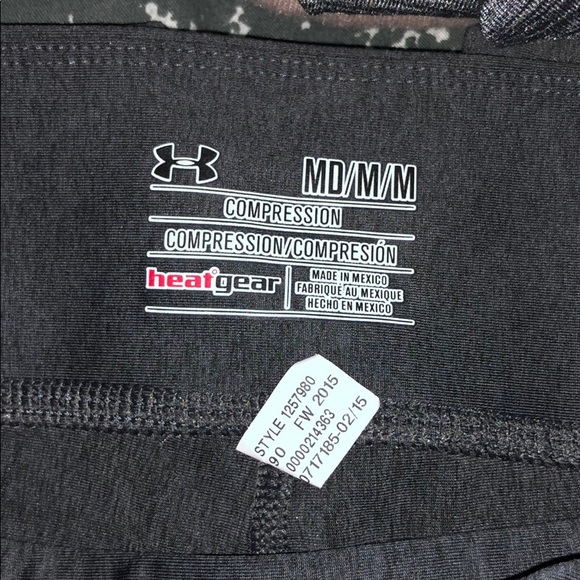 MD/M/M
COMPRESSION
COMPRESSION/COMPRESIÓN
heatgear
MADE IN MEXICO
FABRIQUÉ AU MEXIQUE
HECHO EN MEXICO
STYLE 1257980
90 FW 2015
0000214363
0717185-02/15